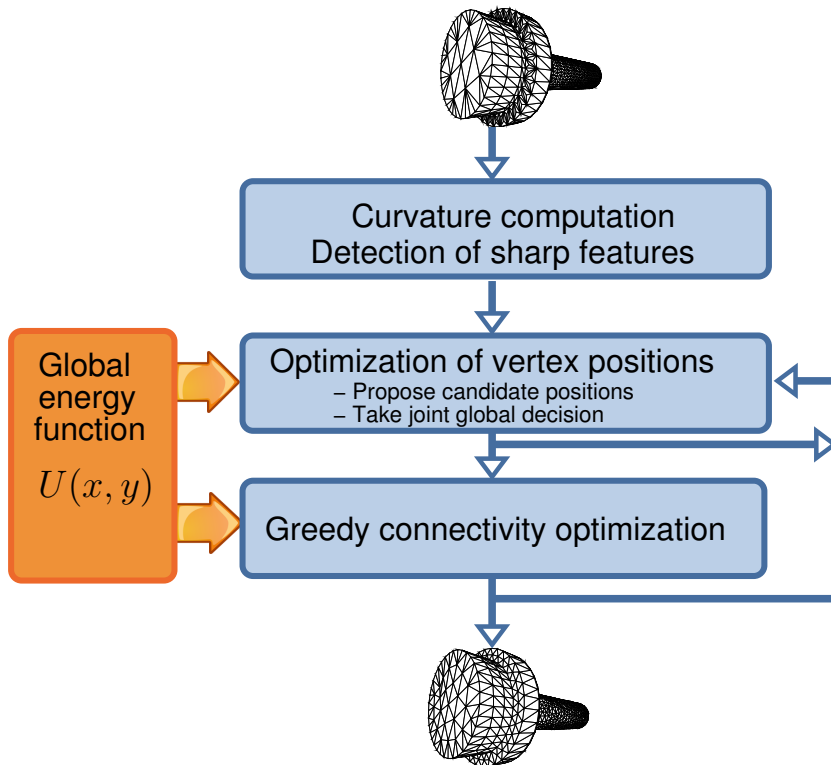 Curvature computation
Detection of sharp features
Optimization of vertex positions
– Propose candidate positions
– Take joint global decision
Global
energy
function
U(x, y)
Greedy connectivity optimization